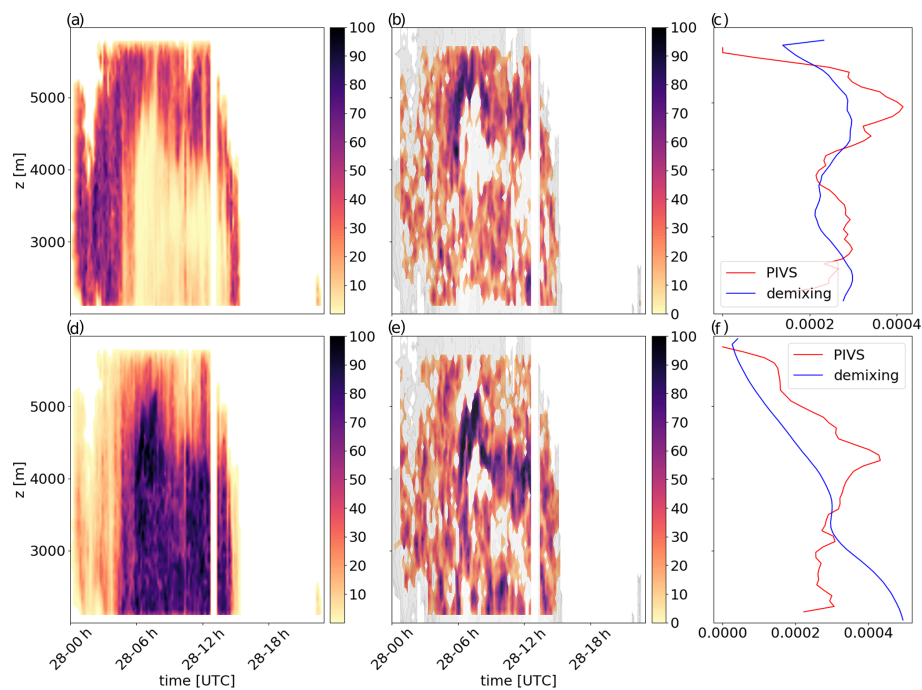 (a) (b) (c)
100 100
90 90
80 80
5000 70 70
60 60
z [m] 4000 50 50
40 40
3000 30 30
20 20 PIVS
10 10 demixing
0 0 0.0002 0.0004
(d) (e) (f)
100 100
90 90 PIVS
80 80 demixing
5000 70 70
60 60
z [m] 4000 50 50
40 40
3000 30 30
20 20
10 10
0 0 0.0000 0.0002 0.0004
28-00 h 28-06 h 28-12 h 28-18h 28-00 h 28-06 h 28-12 h 28-18h
time [UTC] time [UTC]